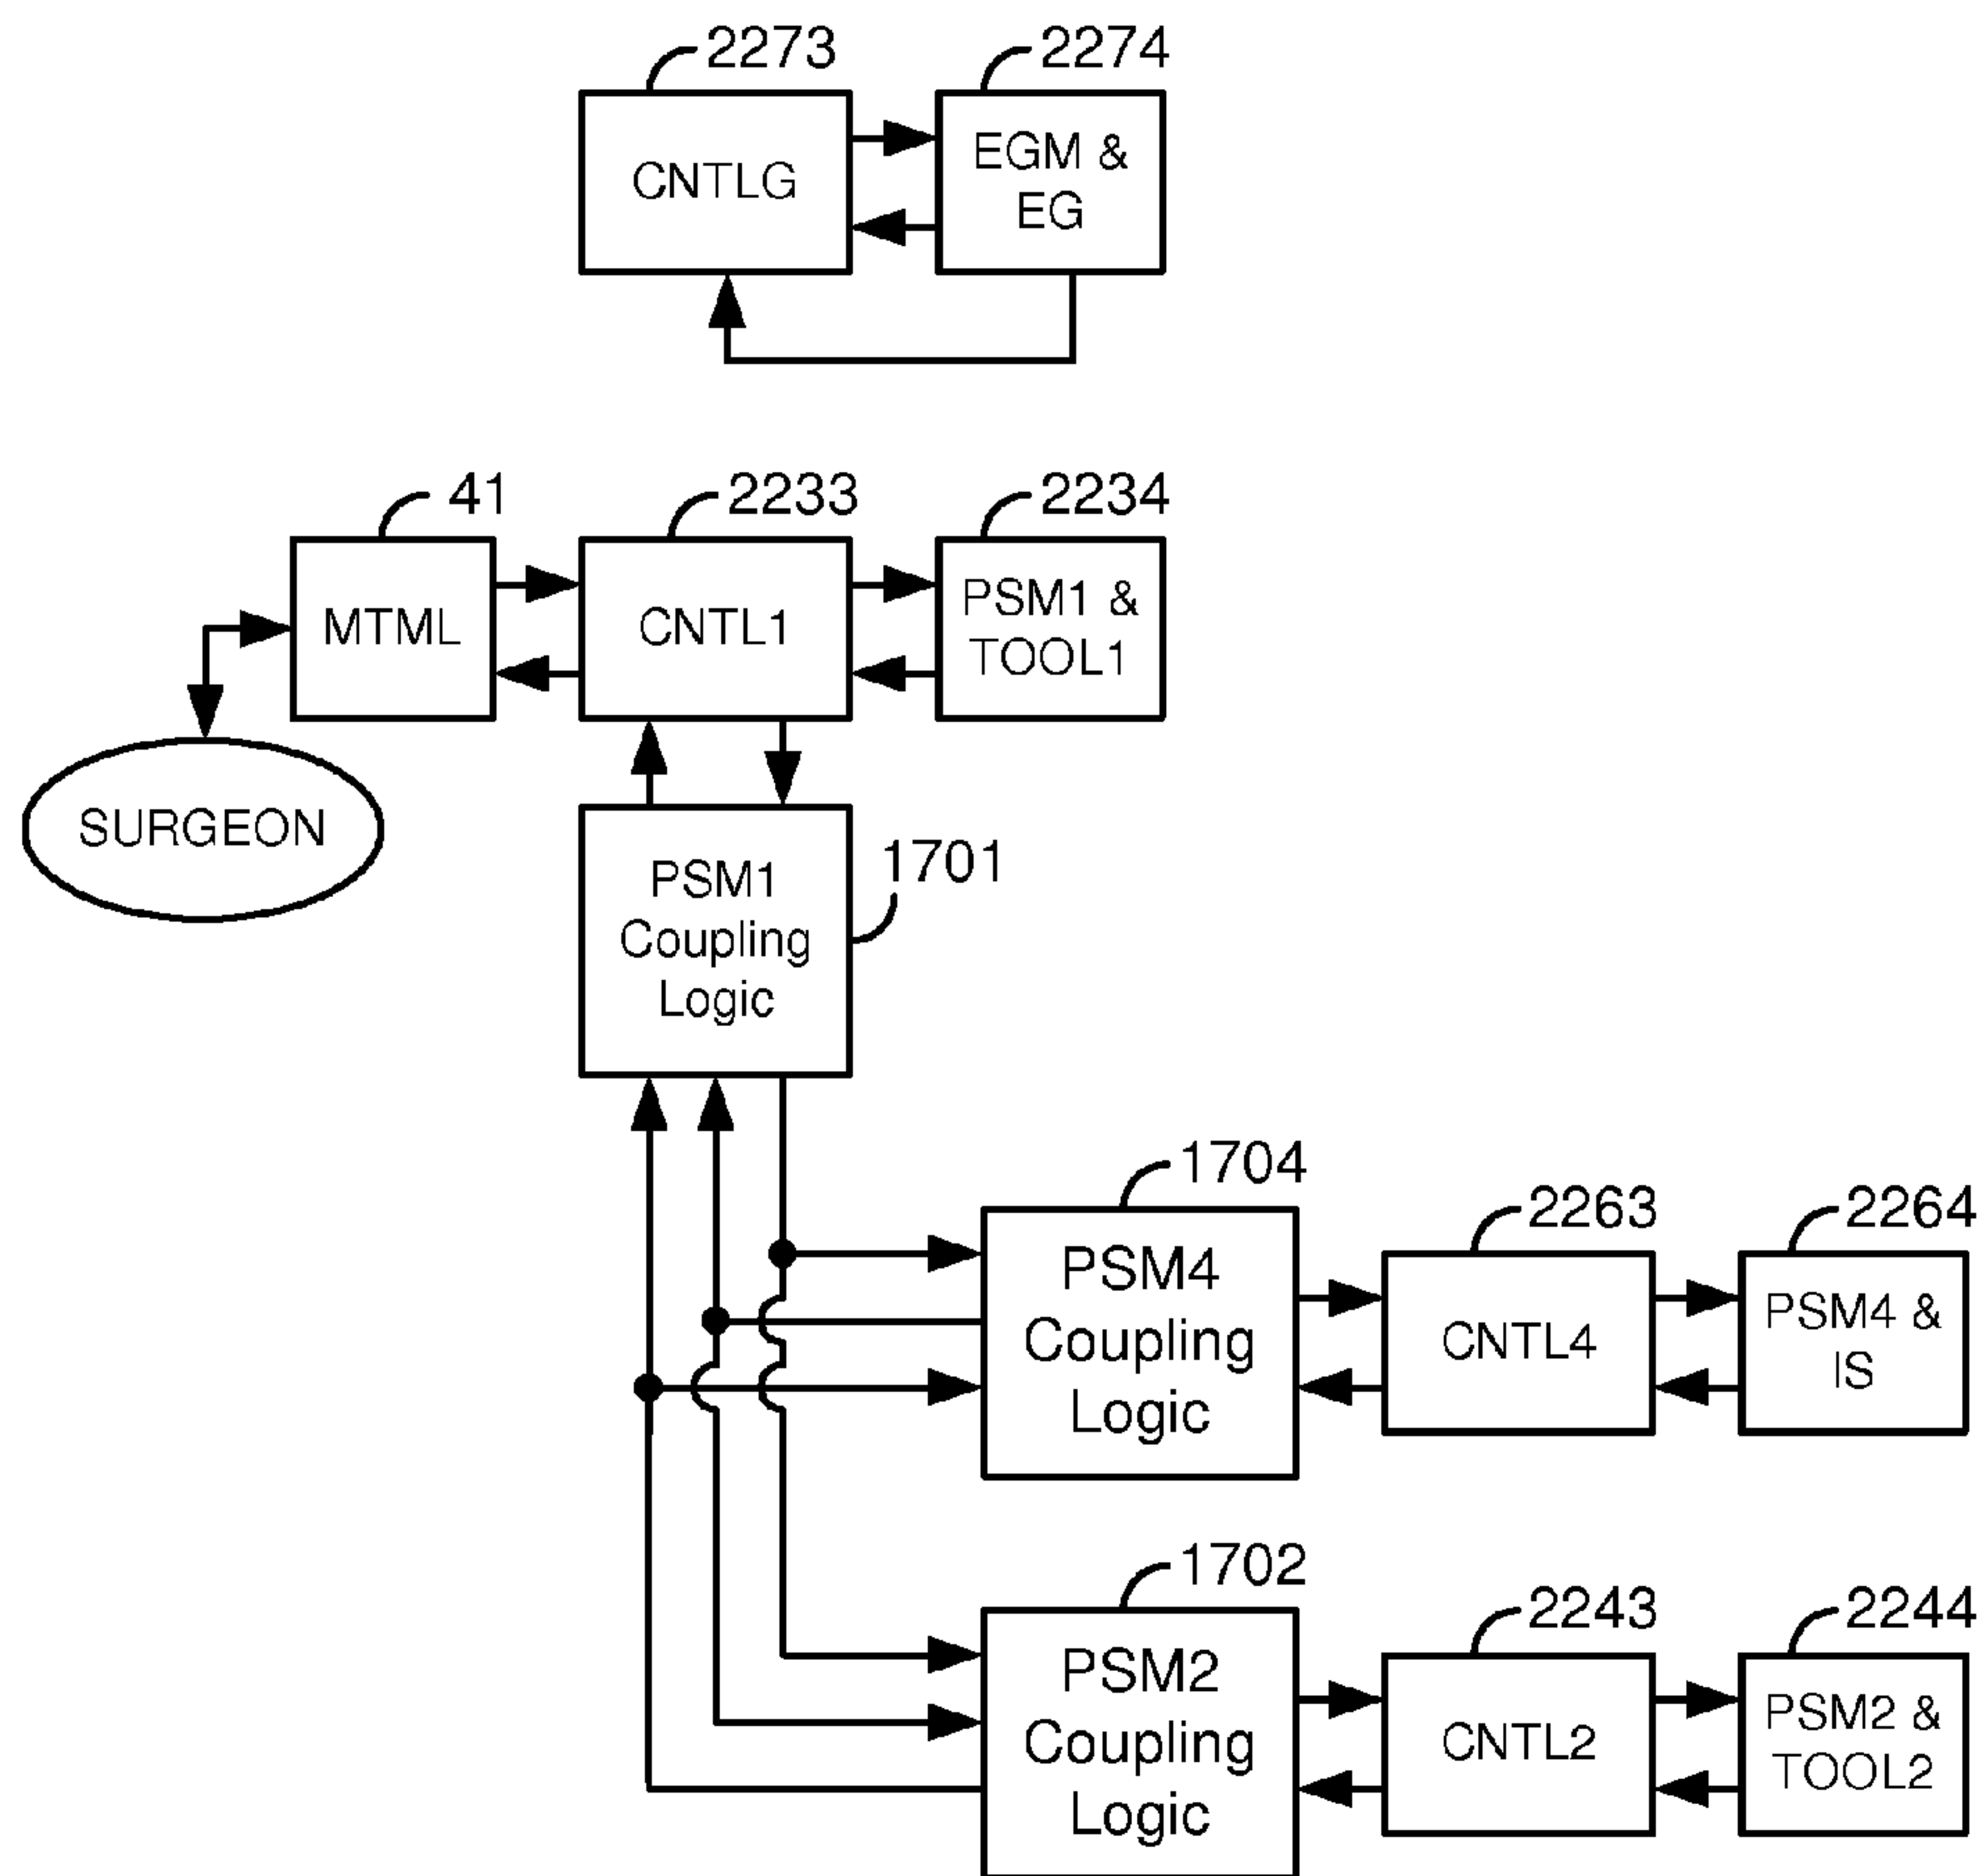 2273
2274
CNTLG
EGM &
EG
41
2233
2234
MTML
CNTL1
PSM1 &
TOOL1
SURGEON
PSM1
Coupling
Logic
1701
1704
2263
2264
PSM4
Coupling
Logic
CNTL4
PSM4 &
IS
1702
2243
2244
PSM2
Coupling
Logic
CNTL2
PSM2 &
TOOL2